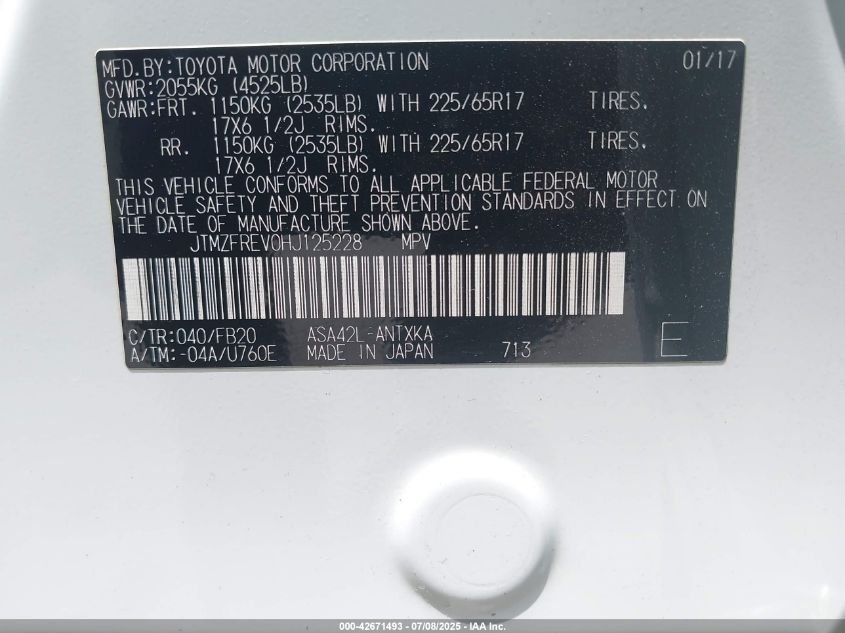 MFD.BY:TOYOTA MOTOR CORPORATION 01/17
GVWR:2055KG (4525LB)
GAWR:FRT. 1150KG (2535LB) WITH 225/65R17 TIRES.
17X6 1/2J RIMS.
RR. 1150KG (2535LB) WITH 225/65R17 TIRES.
17X6 1/2J RIMS.
THIS VEHICLE CONFORMS TO ALL APPLICABLE FEDERAL MOTOR
VEHICLE SAFETY AND THEFT PREVENTION STANDARDS IN EFFECT ON
THE DATE OF MANUFACTURE SHOWN ABOVE.
JTMZFREV0HJ125228 MPV
C/TR:040/FB20 ASA42L-ANTXKA
A/TM:-04A/U760E MADE IN JAPAN 713 E
000-42671493 - 07/08/2025 - IAA Inc.